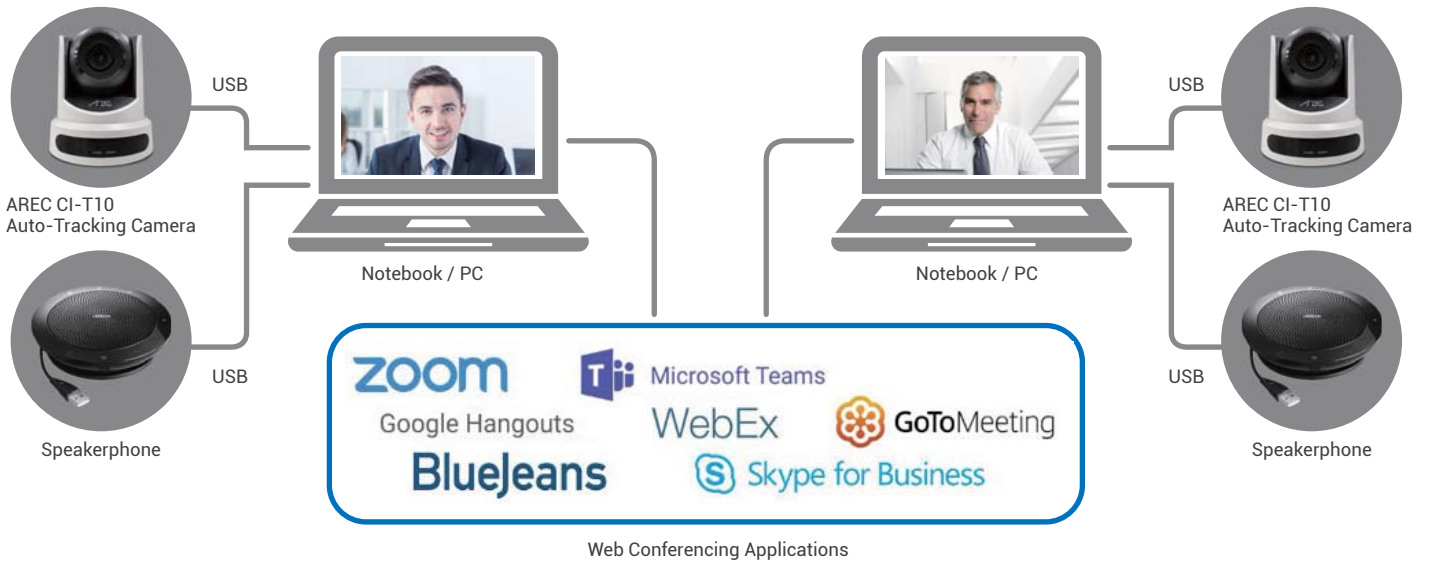 USB
USB
AREC CI-T10
Auto-Tracking Camera
AREC CI-T10
Auto-Tracking Camera
Notebook / PC
Notebook / PC
zoom
Microsoft Teams
USB
USB
Google Hangouts
WebEx
GoToMeeting
Speakerphone
Speakerphone
BlueJeans
Skype for Business
Web Conferencing Applications